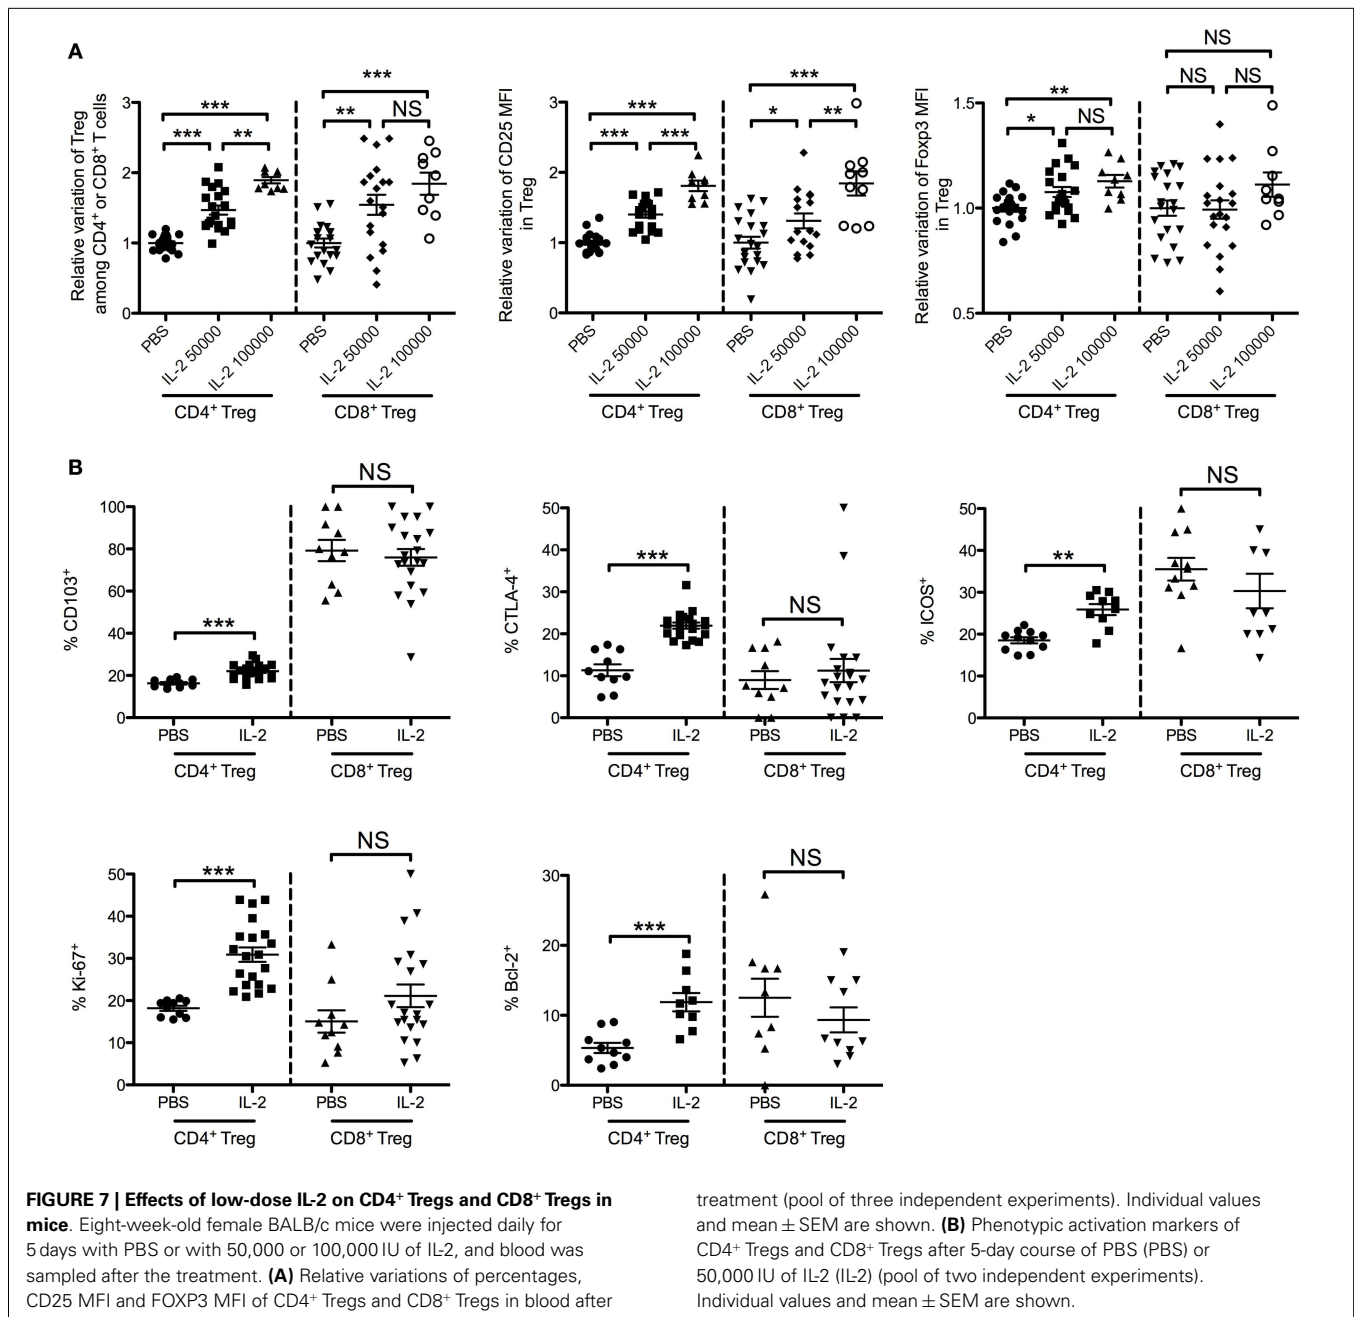 A
NS
***
***
NS
NS
***
**
NS
***
*
**
**
NS
***
**
***
***
*
Relative variation of Treg
among CD4+ or CD8+ T cells
3
2
1
0
PBS
IL-2 50000
IL-2 100000
PBS
IL-2 50000
IL-2 100000
CD4+ Treg
CD8+ Treg
Relative variation of CD25 MFI
in Treg
3
2
1
0
PBS
IL-2 50000
IL-2 100000
PBS
IL-2 50000
IL-2 100000
CD4+ Treg
CD8+ Treg
Relative variation of Foxp3 MFI
in Treg
1.5
1.0
0.5
PBS
IL-2 50000
IL-2 100000
PBS
IL-2 50000
IL-2 100000
CD4+ Treg
CD8+ Treg
B
% CD103+
100
80
60
40
20
0
***
NS
PBS
IL-2
PBS
IL-2
CD4+ Treg
CD8+ Treg
% CTLA-4+
50
40
30
20
10
0
***
NS
PBS
IL-2
PBS
IL-2
CD4+ Treg
CD8+ Treg
% ICOS+
50
40
30
20
10
0
**
NS
PBS
IL-2
PBS
IL-2
CD4+ Treg
CD8+ Treg
% Ki-67+
50
40
30
20
10
0
***
NS
PBS
IL-2
PBS
IL-2
CD4+ Treg
CD8+ Treg
% Bcl-2+
30
20
10
0
***
NS
PBS
IL-2
PBS
IL-2
CD4+ Treg
CD8+ Treg
FIGURE 7 | Effects of low-dose IL-2 on CD4+ Tregs and CD8+ Tregs in
mice. Eight-week-old female BALB/c mice were injected daily for
5 days with PBS or with 50,000 or 100,000 IU of IL-2, and blood was
sampled after the treatment. (A) Relative variations of percentages,
CD25 MFI and FOXP3 MFI of CD4+ Tregs and CD8+ Tregs in blood after
treatment (pool of three independent experiments). Individual values
and mean ± SEM are shown. (B) Phenotypic activation markers of
CD4+ Tregs and CD8+ Tregs after 5-day course of PBS (PBS) or
50,000 IU of IL-2 (IL-2) (pool of two independent experiments).
Individual values and mean ± SEM are shown.